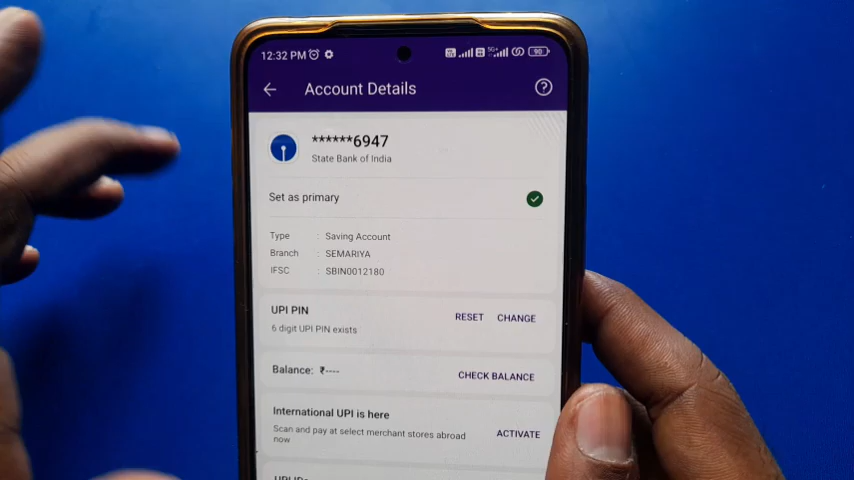 12:32 PM
90
Account Details
******6947
State Bank of India
Set as primary
Type : Saving Account
Branch : SEMARIYA
IFSC : SBIN0012180
UPI PIN
RESET CHANGE
6 digit UPI PIN exists
Balance: ₹----
CHECK BALANCE
International UPI is here
Scan and pay at select merchant stores abroad
now
ACTIVATE